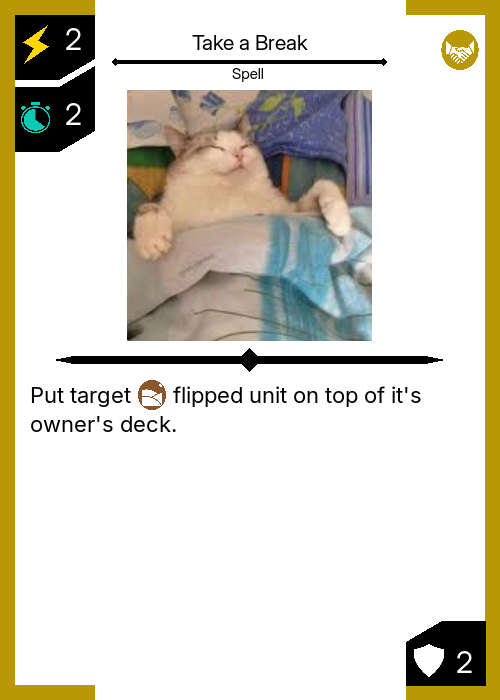 2
Take a Break
Spell
2
Put target flipped unit on top of it's
owner's deck.
2